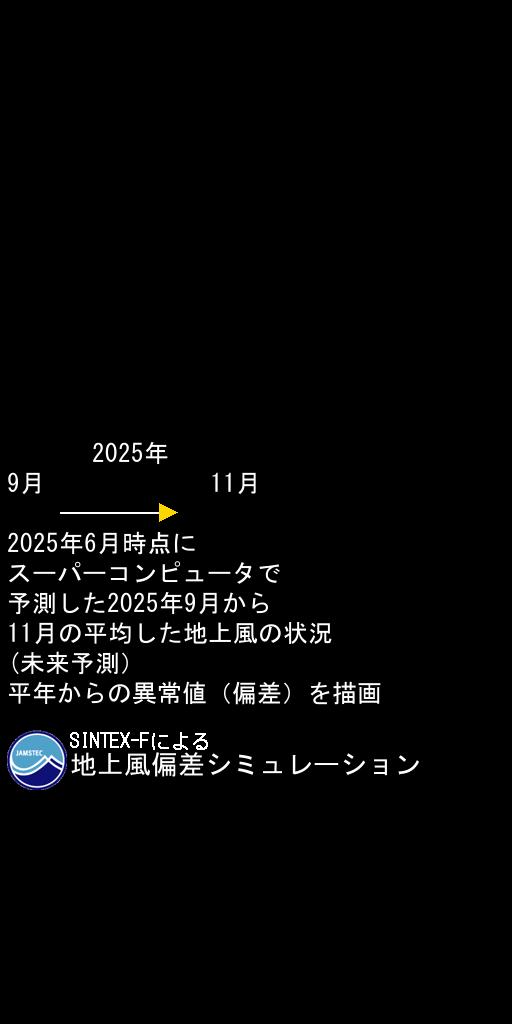 2025年
9月 11月
2025年6月時点に
スーパーコンピュータで
予測した2025年9月から
11月の平均した地上風の状況
(未来予測)
平年からの異常値（偏差）を描画
SINTEX-Fによる
JAMSTEC
地上風偏差シミュレーション